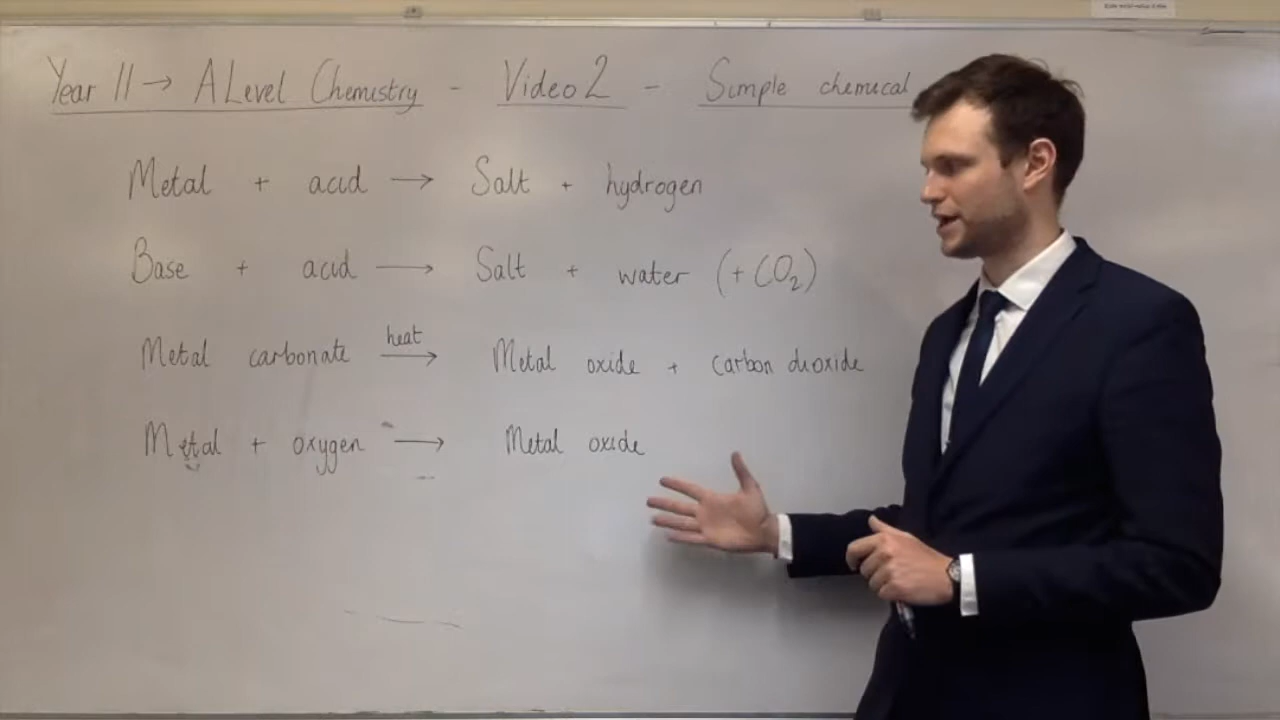 Year 11 → A Level Chemistry - Video 2 - Simple chemical
Metal + acid → Salt + hydrogen
Base + acid → Salt + water (+ CO₂)
heat
Metal carbonate → Metal oxide + carbon dioxide
Metal + oxygen → Metal oxide